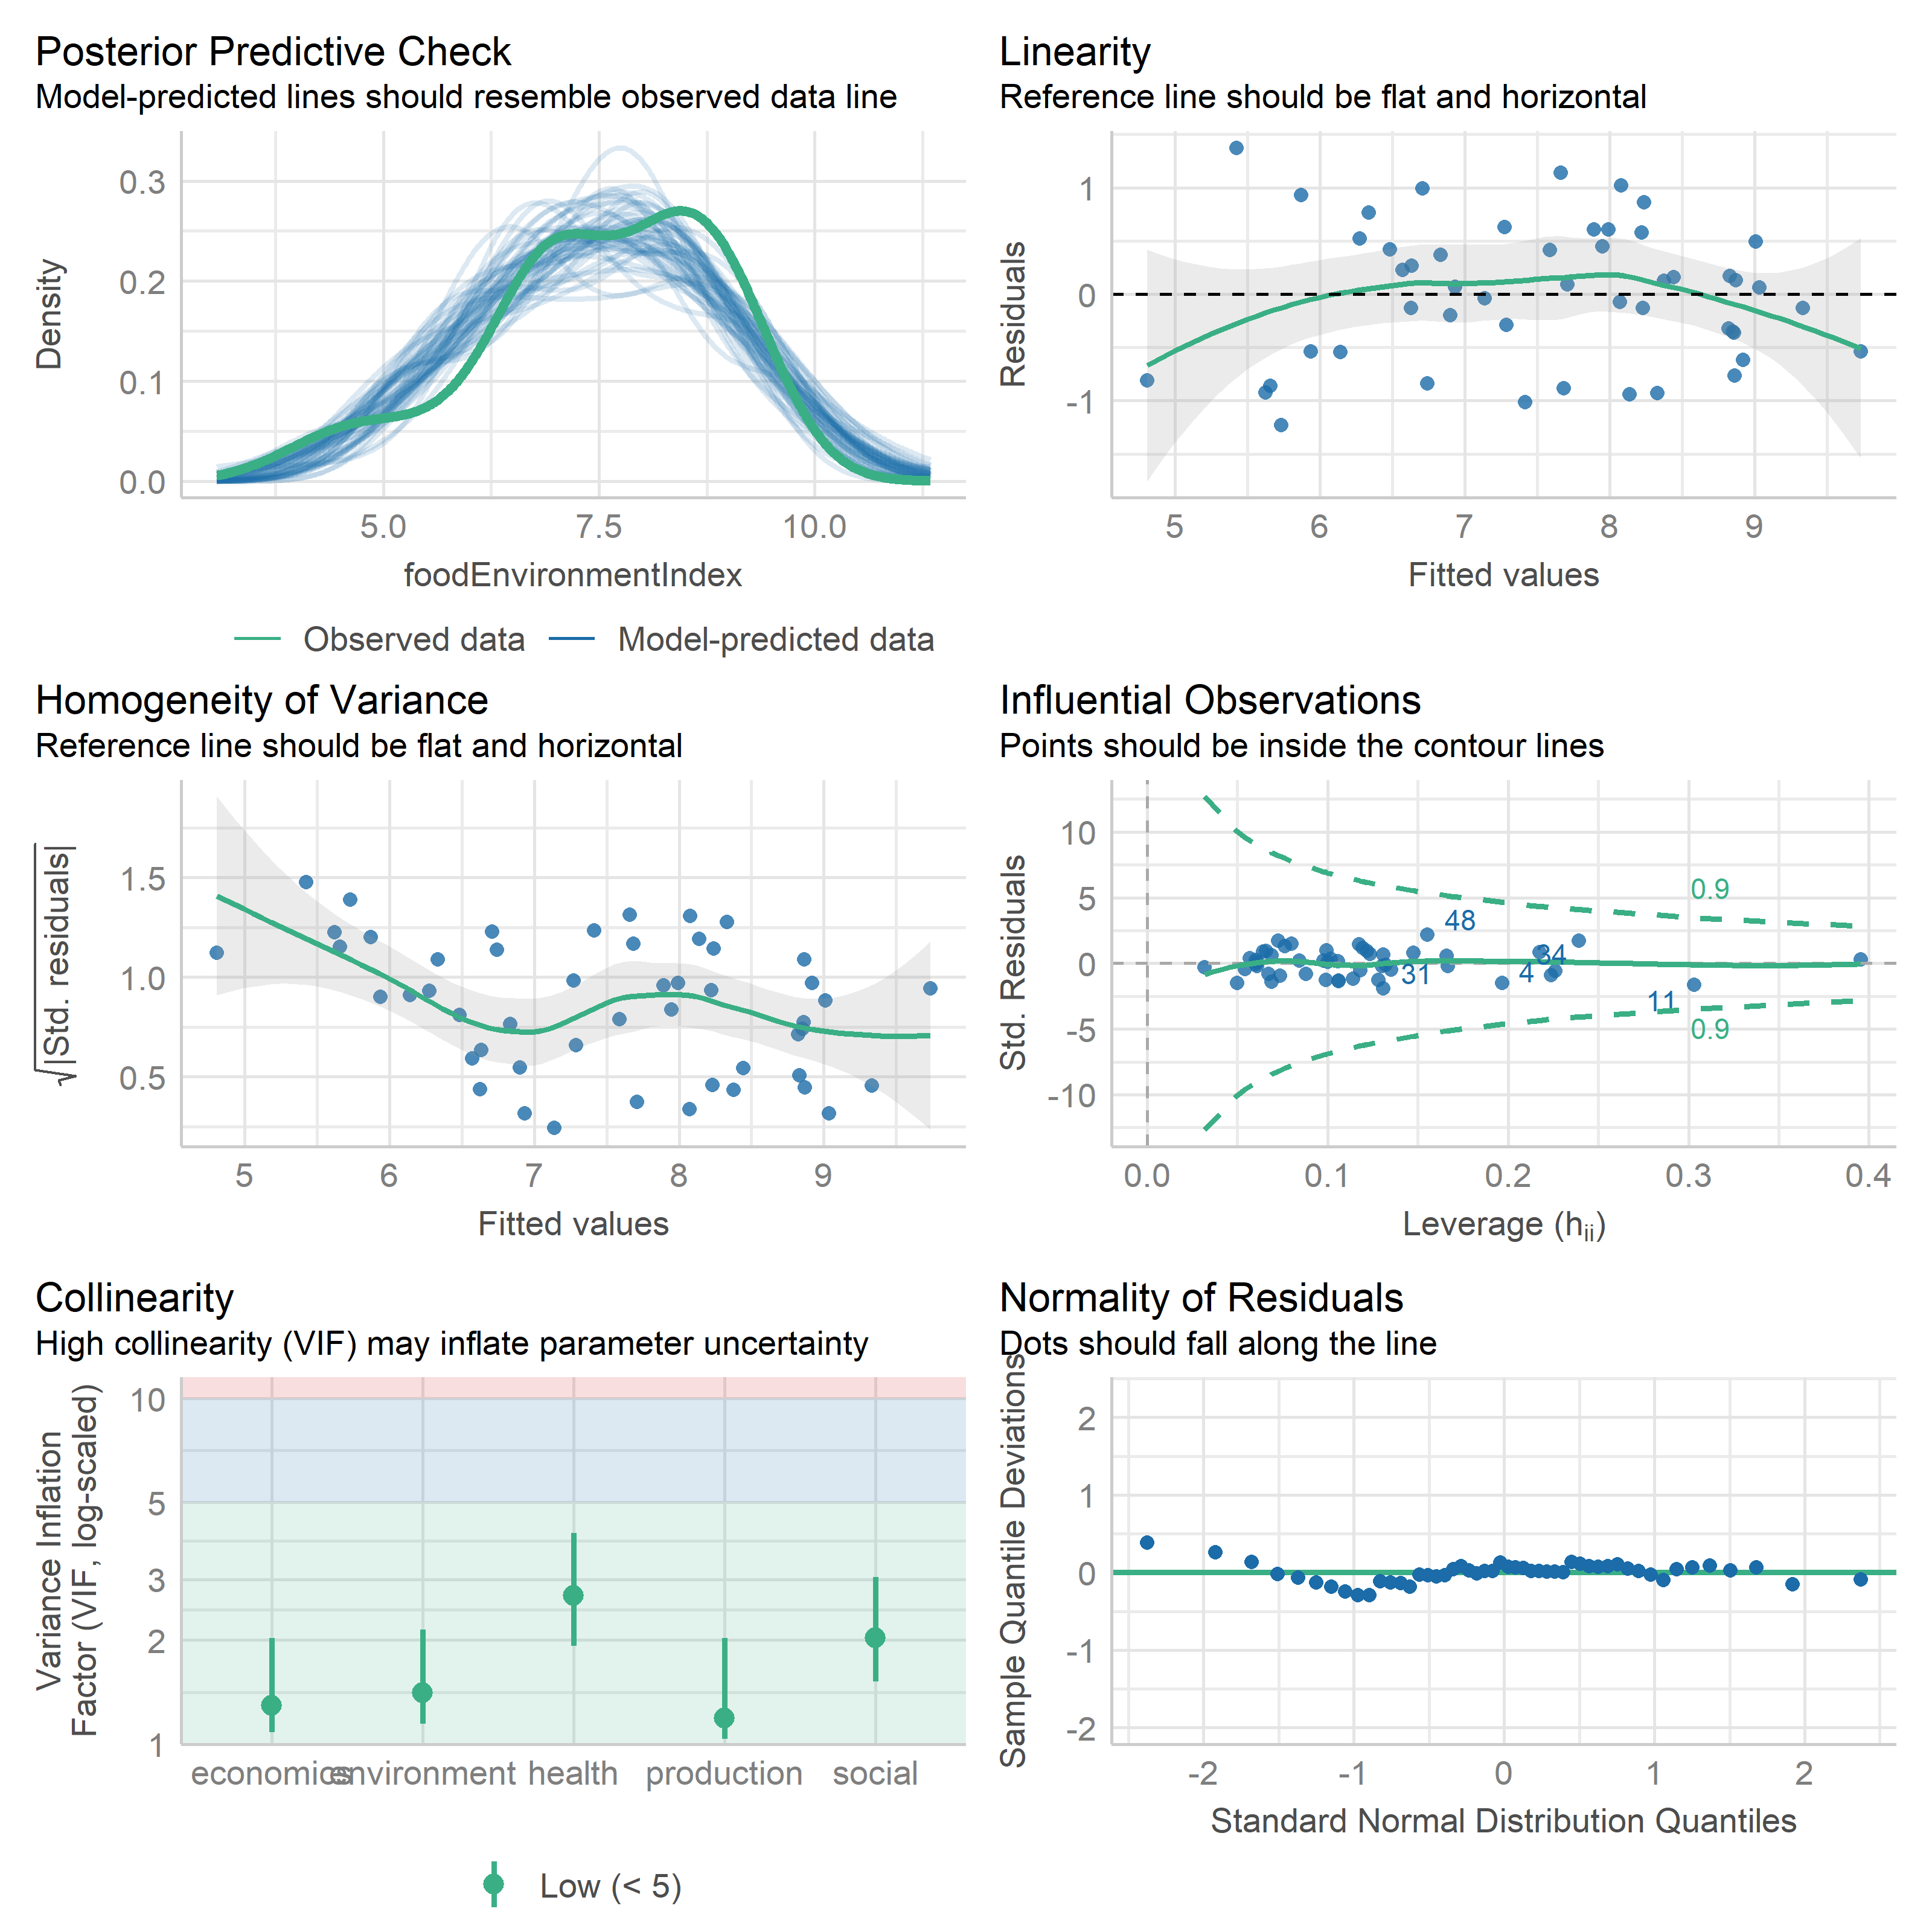 Posterior Predictive Check
Model-predicted lines should resemble observed data line
Density
0.3
0.2
0.1
0.0
5.0 7.5 10.0
foodEnvironmentIndex
Observed data Model-predicted data
Linearity
Reference line should be flat and horizontal
Residuals
1
0
-1
5 6 7 8 9
Fitted values
Homogeneity of Variance
Reference line should be flat and horizontal
√|Std. residuals|
1.5
1.0
0.5
5 6 7 8 9
Fitted values
Influential Observations
Points should be inside the contour lines
Std. Residuals
10
5
0
-5
-10
0.9
48
34
31
4
11
0.9
0.0 0.1 0.2 0.3 0.4
Leverage (hᵢᵢ)
Collinearity
High collinearity (VIF) may inflate parameter uncertainty
Variance Inflation
Factor (VIF, log-scaled)
10
5
3
2
1
economics environment health production social
Low (< 5)
Normality of Residuals
Dots should fall along the line
Sample Quantile Deviations
2
1
0
-1
-2
-2 -1 0 1 2
Standard Normal Distribution Quantiles